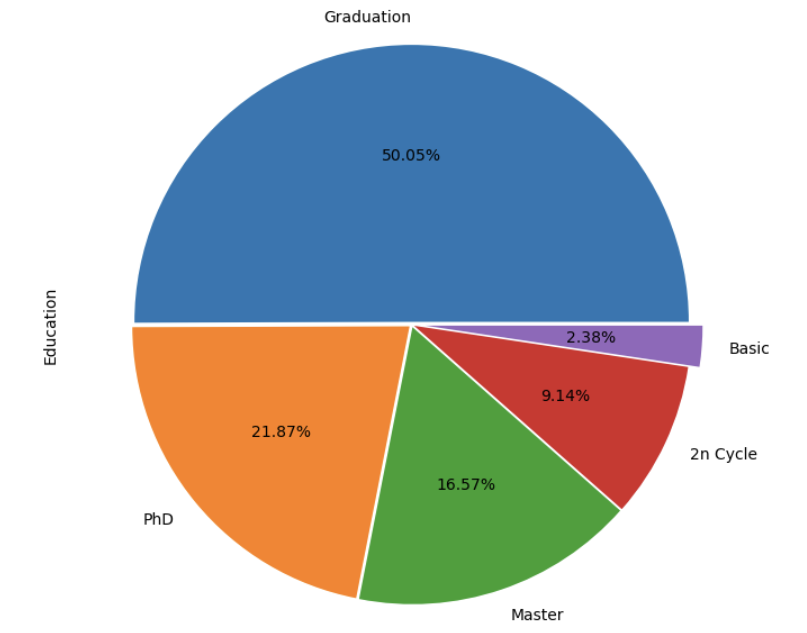 Graduation
50.05%
Education
2.38%
Basic
9.14%
21.87%
2n Cycle
16.57%
PhD
Master